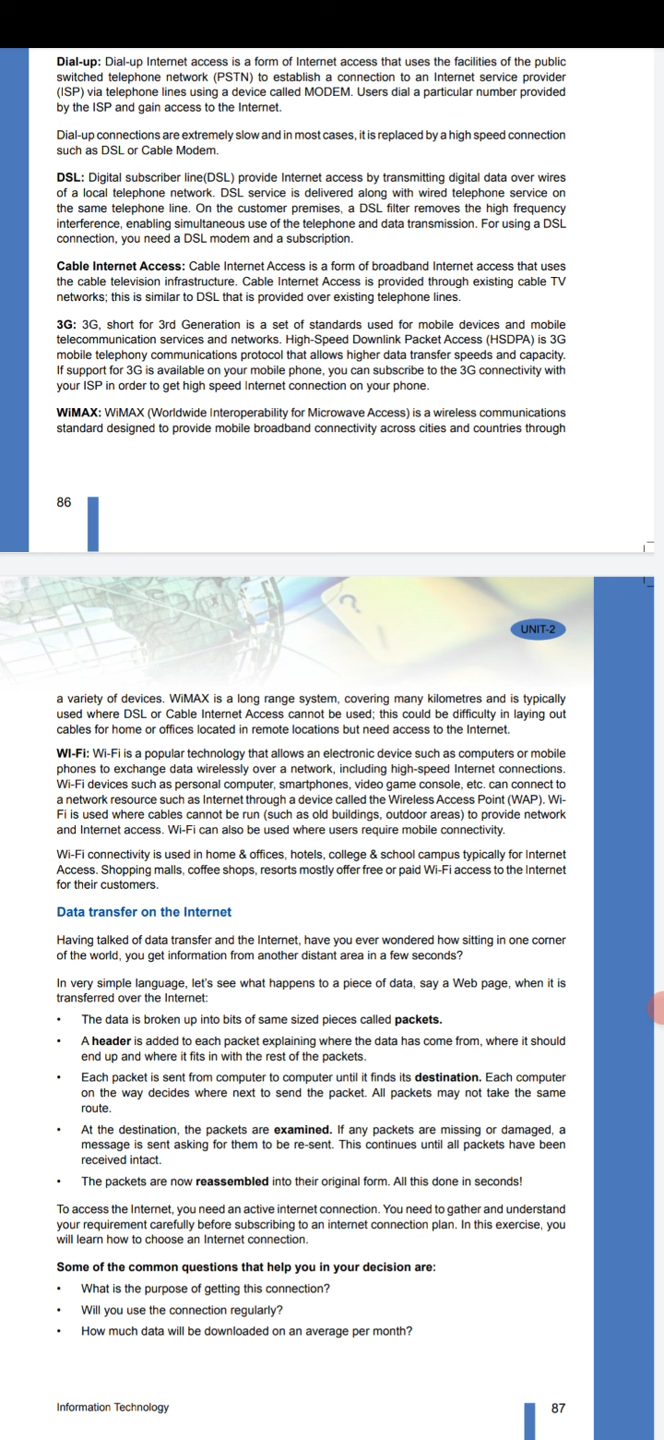 Dial-up: Dial-up Internet access is a form of Internet access that uses the facilities of the public
switched telephone network (PSTN) to establish a connection to an Internet service provider
(ISP) via telephone lines using a device called MODEM. Users dial a particular number provided
by the ISP and gain access to the Internet.
Dial-up connections are extremely slow and in most cases, it is replaced by a high speed connection
such as DSL or Cable Modem.
DSL: Digital subscriber line(DSL) provide Internet access by transmitting digital data over wires
of a local telephone network. DSL service is delivered along with wired telephone service on
the same telephone line. On the customer premises, a DSL filter removes the high frequency
interference, enabling simultaneous use of the telephone and data transmission. For using a DSL
connection, you need a DSL modem and a subscription.
Cable Internet Access: Cable Internet Access is a form of broadband Internet access that uses
the cable television infrastructure. Cable Internet Access is provided through existing cable TV
networks; this is similar to DSL that is provided over existing telephone lines.
3G: 3G, short for 3rd Generation is a set of standards used for mobile devices and mobile
telecommunication services and networks. High-Speed Downlink Packet Access (HSDPA) is 3G
mobile telephony communications protocol that allows higher data transfer speeds and capacity.
If support for 3G is available on your mobile phone, you can subscribe to the 3G connectivity with
your ISP in order to get high speed Internet connection on your phone.
WiMAX: WiMAX (Worldwide Interoperability for Microwave Access) is a wireless communications
standard designed to provide mobile broadband connectivity across cities and countries through
86
UNIT-2
a variety of devices. WiMAX is a long range system, covering many kilometres and is typically
used where DSL or Cable Internet Access cannot be used; this could be difficulty in laying out
cables for home or offices located in remote locations but need access to the Internet.
WI-Fi: Wi-Fi is a popular technology that allows an electronic device such as computers or mobile
phones to exchange data wirelessly over a network, including high-speed Internet connections.
Wi-Fi devices such as personal computer, smartphones, video game console, etc. can connect to
a network resource such as Internet through a device called the Wireless Access Point (WAP). Wi-
Fi is used where cables cannot be run (such as old buildings, outdoor areas) to provide network
and Internet access. Wi-Fi can also be used where users require mobile connectivity.
Wi-Fi connectivity is used in home & offices, hotels, college & school campus typically for Internet
Access. Shopping malls, coffee shops, resorts mostly offer free or paid Wi-Fi access to the Internet
for their customers.
Data transfer on the Internet
Having talked of data transfer and the Internet, have you ever wondered how sitting in one corner
of the world, you get information from another distant area in a few seconds?
In very simple language, let's see what happens to a piece of data, say a Web page, when it is
transferred over the Internet:
• The data is broken up into bits of same sized pieces called packets.
• A header is added to each packet explaining where the data has come from, where it should
end up and where it fits in with the rest of the packets.
• Each packet is sent from computer to computer until it finds its destination. Each computer
on the way decides where next to send the packet. All packets may not take the same
route.
• At the destination, the packets are examined. If any packets are missing or damaged, a
message is sent asking for them to be re-sent. This continues until all packets have been
received intact.
• The packets are now reassembled into their original form. All this done in seconds!
To access the Internet, you need an active internet connection. You need to gather and understand
your requirement carefully before subscribing to an internet connection plan. In this exercise, you
will learn how to choose an Internet connection.
Some of the common questions that help you in your decision are:
• What is the purpose of getting this connection?
• Will you use the connection regularly?
• How much data will be downloaded on an average per month?
Information Technology
87